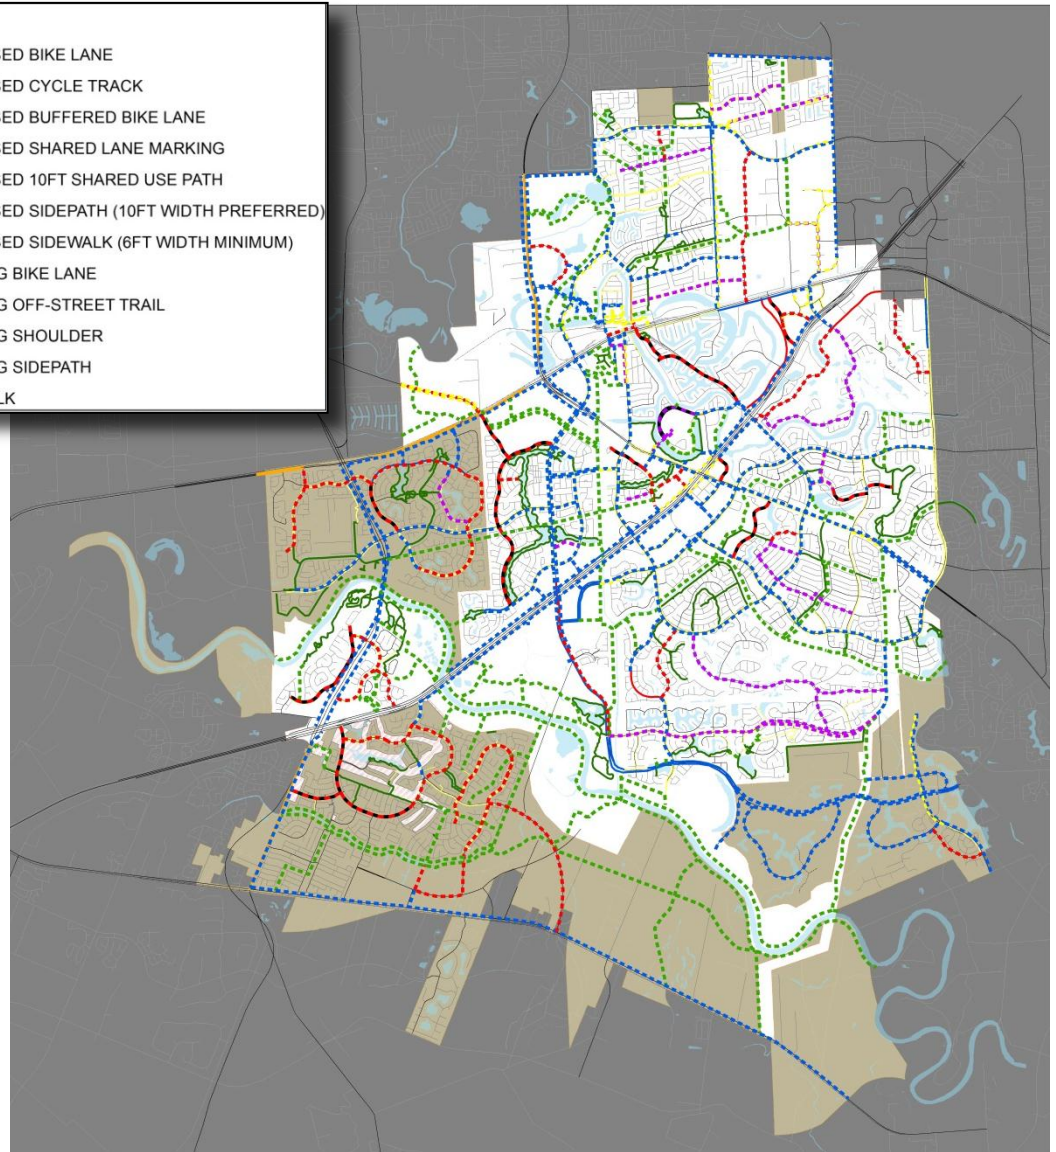 ED BIKE LANE
ED CYCLE TRACK
ED BUFFERED BIKE LANE
ED SHARED LANE MARKING
ED 10FT SHARED USE PATH
ED SIDEPATH (10FT WIDTH PREFERRED)
ED SIDEWALK (6FT WIDTH MINIMUM)
G BIKE LANE
G OFF-STREET TRAIL
G SHOULDER
G SIDEPATH
LK